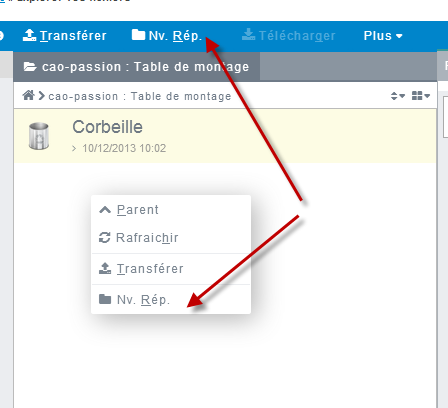 Transférer Nv. Rép. Télécharger Plus
cao-passion : Table de montage
cao-passion : Table de montage
Corbeille
10/12/2013 10:02
Parent
Rafraichir
Transférer
Nv. Rép.